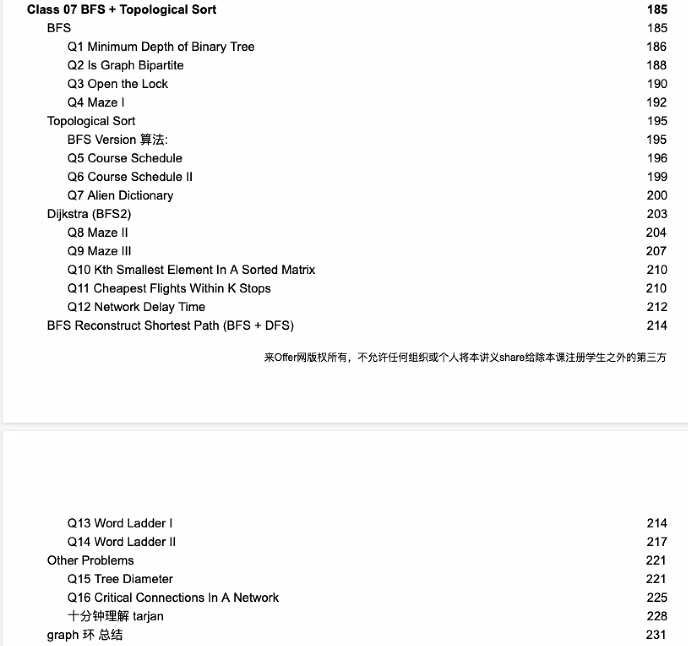 Class 07 BFS + Topological Sort 185
BFS 185
Q1 Minimum Depth of Binary Tree 186
Q2 Is Graph Bipartite 188
Q3 Open the Lock 190
Q4 Maze I 192
Topological Sort 195
BFS Version 算法: 195
Q5 Course Schedule 196
Q6 Course Schedule II 199
Q7 Alien Dictionary 200
Dijkstra (BFS2) 203
Q8 Maze II 204
Q9 Maze III 207
Q10 Kth Smallest Element In A Sorted Matrix 210
Q11 Cheapest Flights Within K Stops 210
Q12 Network Delay Time 212
BFS Reconstruct Shortest Path (BFS + DFS) 214
来Offer网版权所有，不允许任何组织或个人将本讲义share给除本课注册学生之外的第三方
Q13 Word Ladder I 214
Q14 Word Ladder II 217
Other Problems 221
Q15 Tree Diameter 221
Q16 Critical Connections In A Network 225
十分钟理解 tarjan 228
graph 环 总结 231